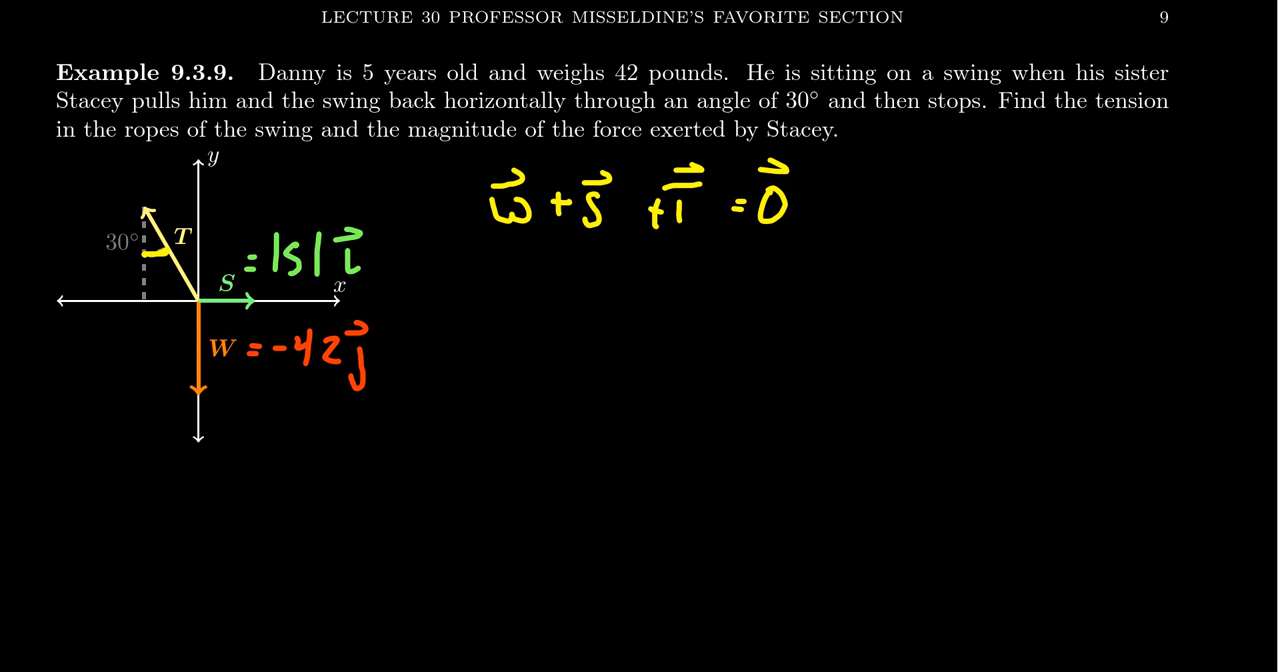 LECTURE 30 PROFESSOR MISSELDINE'S FAVORITE SECTION 9
Example 9.3.9. Danny is 5 years old and weighs 42 pounds. He is sitting on a swing when his sister
Stacey pulls him and the swing back horizontally through an angle of 30° and then stops. Find the tension
in the ropes of the swing and the magnitude of the force exerted by Stacey.
y
w⃗ + s⃗ + T⃗ = 0⃗
30° T
S = |s| i⃗
x
W = -42 j⃗